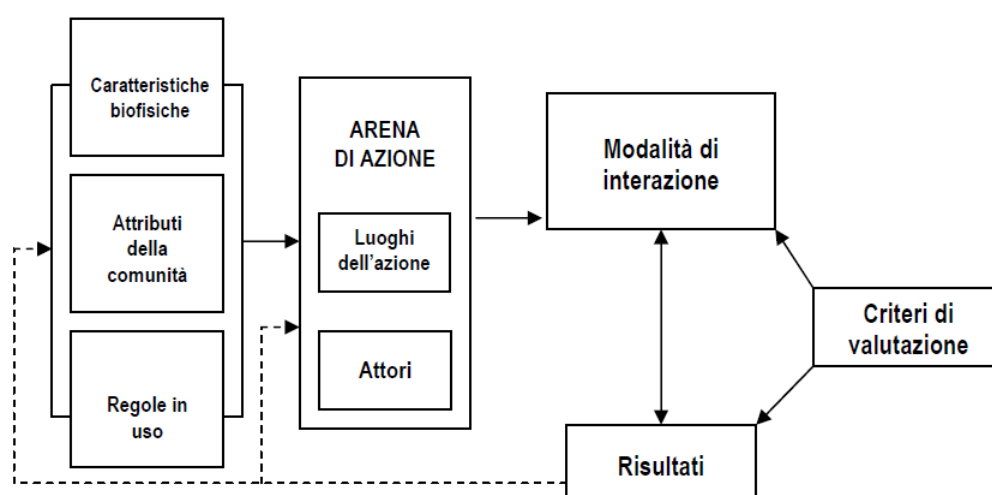 Caratteristiche
biofisiche
Attributi
della
comunità
Regole in
uso
ARENA
DI AZIONE
Luoghi
dell'azione
Attori
Modalità di
interazione
Criteri di
valutazione
Risultati